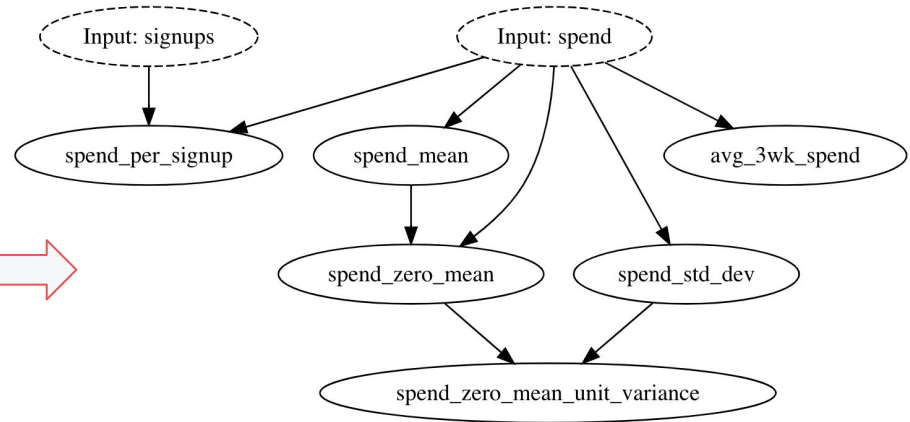 Input: signups
Input: spend
spend_per_signup
spend_mean
avg_3wk_spend
spend_zero_mean
spend_std_dev
spend_zero_mean_unit_variance